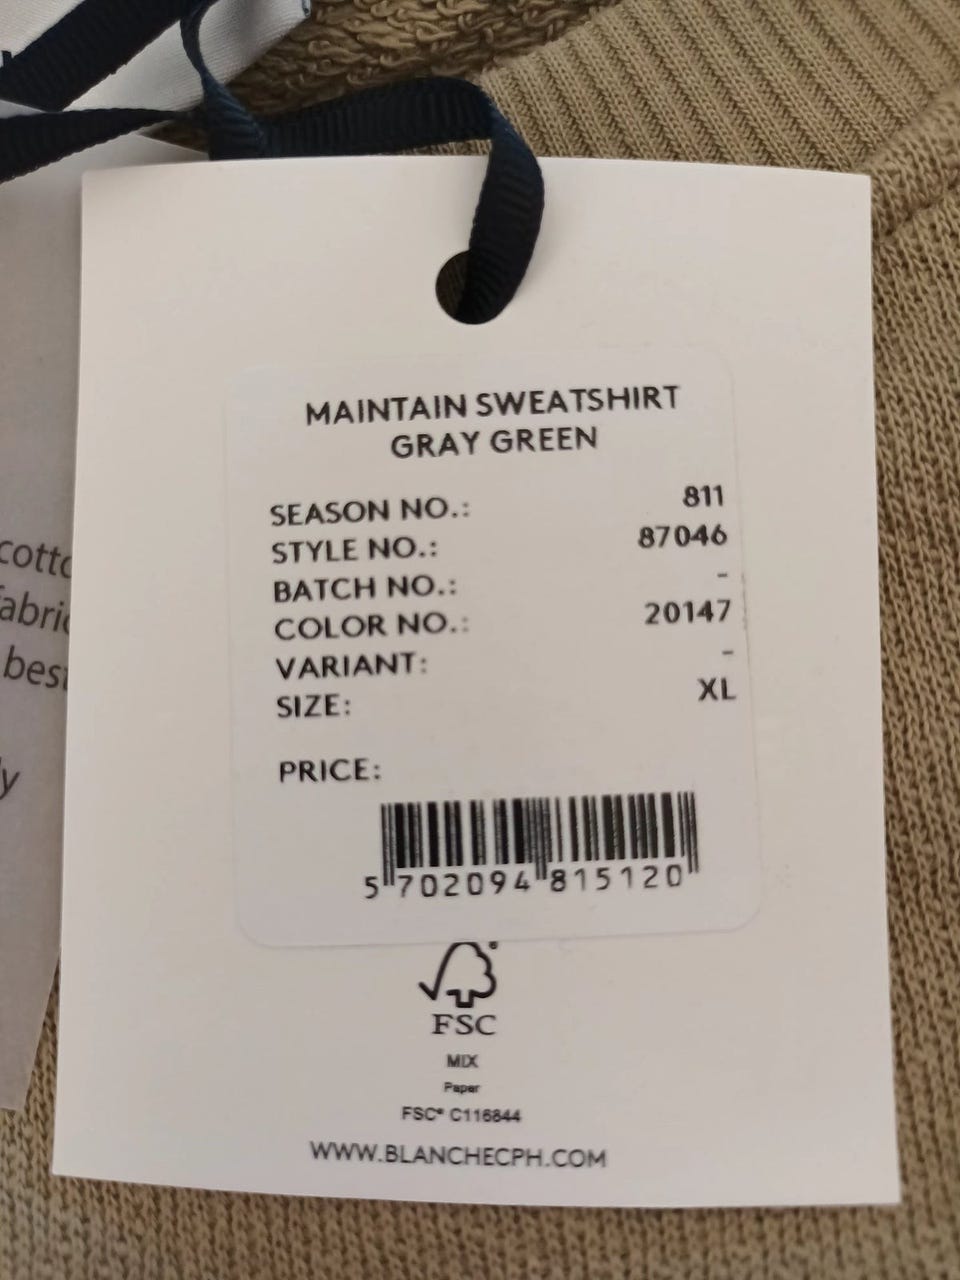 MAINTAIN SWEATSHIRT
GRAY GREEN
SEASON NO.: 811
STYLE NO.: 87046
BATCH NO.: -
COLOR NO.: 20147
VARIANT: -
SIZE: XL
PRICE:
5 702094 815120
FSC
MIX
Paper
FSC® C116844
WWW.BLANCHECPH.COM
best